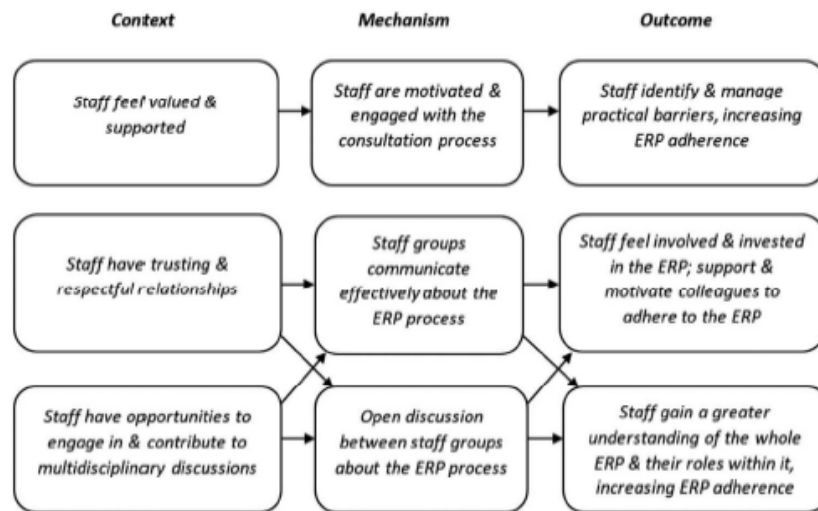 Context
Mechanism
Outcome
Staff feel valued &
supported
Staff are motivated &
engaged with the
consultation process
Staff identify & manage
practical barriers, increasing
ERP adherence
Staff have trusting &
respectful relationships
Staff groups
communicate
effectively about the
ERP process
Staff feel involved & invested
in the ERP; support &
motivate colleagues to
adhere to the ERP
Staff have opportunities to
engage in & contribute to
multidisciplinary discussions
Open discussion
between staff groups
about the ERP process
Staff gain a greater
understanding of the whole
ERP & their roles within it,
increasing ERP adherence